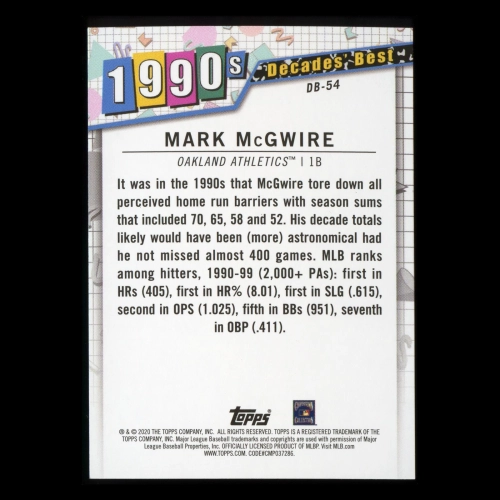 1990s
Decades' Best
DB-54
MARK McGWIRE
OAKLAND ATHLETICS™ | 1B
It was in the 1990s that McGwire tore down all
perceived home run barriers with season sums
that included 70, 65, 58 and 52. His decade totals
likely would have been (more) astronomical had
he not missed almost 400 games. MLB ranks
among hitters, 1990-99 (2,000+ PAs): first in
HRs (405), first in HR% (8.01), first in SLG (.615),
second in OPS (1.025), fifth in BBs (951), seventh
in OBP (.411).
Topps
® & © 2020 THE TOPPS COMPANY, INC. ALL RIGHTS RESERVED. TOPPS IS A REGISTERED TRADEMARK OF THE
TOPPS COMPANY, INC. Major League Baseball trademarks and copyrights are used with permission of Major
League Baseball Properties, Inc. OFFICIALLY LICENSED PRODUCT OF MLBP. Visit MLB.com
WWW.TOPPS.COM. CODE#CMP037286.